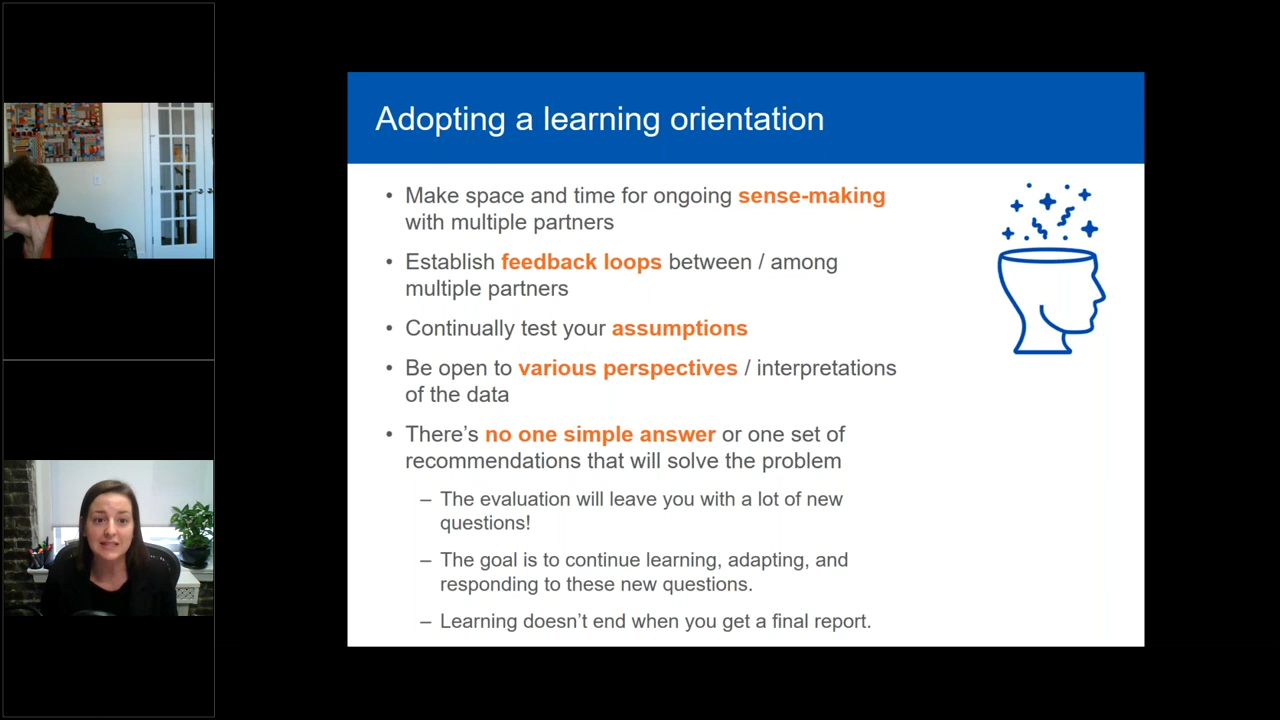 Adopting a learning orientation
• Make space and time for ongoing sense-making
with multiple partners
• Establish feedback loops between / among
multiple partners
• Continually test your assumptions
• Be open to various perspectives / interpretations
of the data
• There’s no one simple answer or one set of
recommendations that will solve the problem
– The evaluation will leave you with a lot of new
questions!
– The goal is to continue learning, adapting, and
responding to these new questions.
– Learning doesn’t end when you get a final report.